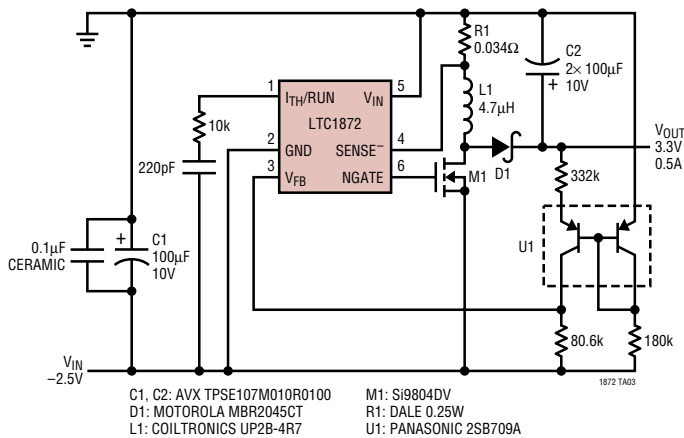 R1
0.034Ω
C2
2× 100µF
10V
+
1
ITH/RUN
VIN
5
L1
4.7µH
LTC1872
10k
2
GND
SENSE−
4
VOUT
3.3V
0.5A
220pF
3
VFB
NGATE
6
M1
D1
332k
0.1µF
CERAMIC
+
C1
100µF
10V
U1
80.6k
180k
VIN
−2.5V
1872 TA03
C1, C2: AVX TPSE107M010R0100
D1: MOTOROLA MBR2045CT
L1: COILTRONICS UP2B-4R7
M1: Si9804DV
R1: DALE 0.25W
U1: PANASONIC 2SB709A